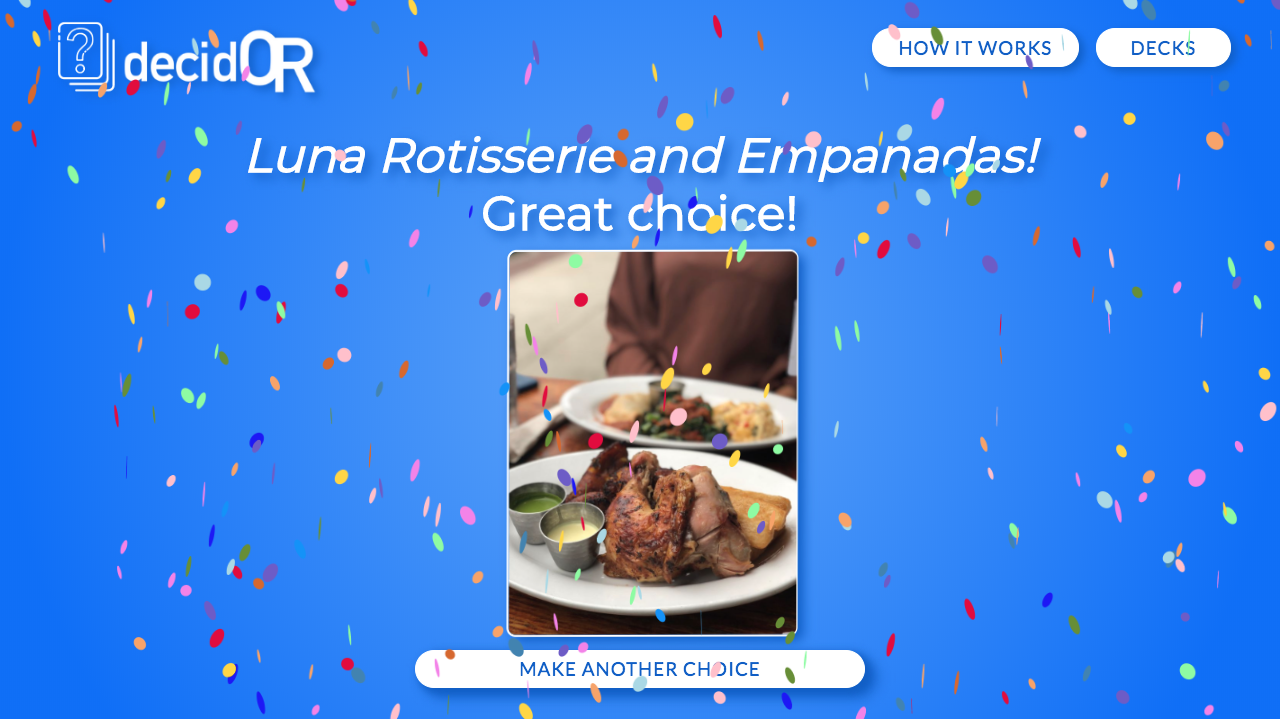 ? decidOR
HOW IT WORKS
DECKS
Luna Rotisserie and Empanadas!
Great choice!
MAKE ANOTHER CHOICE